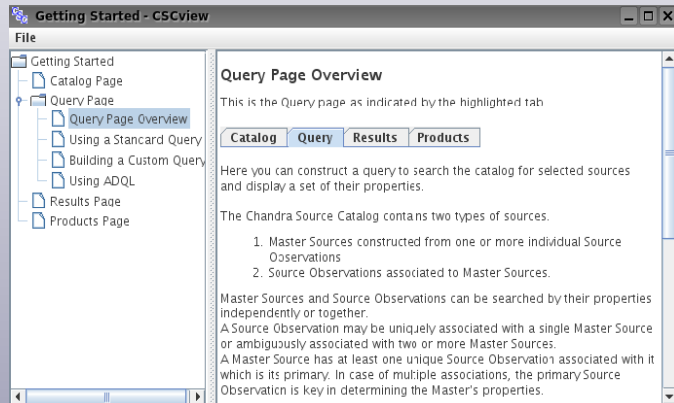 Getting Started - CSCview
File
Getting Started
Catalog Page
Query Page
Query Page Overview
Using a Stancard Query
Building a Custom Query
Using ADQL
Results Page
Products Page
Query Page Overview
This is the Query page as indicated by the highlighted tab
Catalog Query Results Products
Here you can construct a query to search the catalog for selected sources
and display a set of their properties.
The Chandra Source Catalog contains two types of sources.
1. Master Sources constructed from one or more individual Source
Observations
2. Source Observations associated to Master Sources.
Master Sources and Source Observations can be searched by their properties
independently or together.
A Source Observation may be uniquely associated with a single Master Source
or ambiguously associated with two or more Master Sources.
A Master Source has at least one unique Source Observation associated with it
which is its primary. In case of multiple associations, the primary Source
Observation is key in determining the Master's properties.